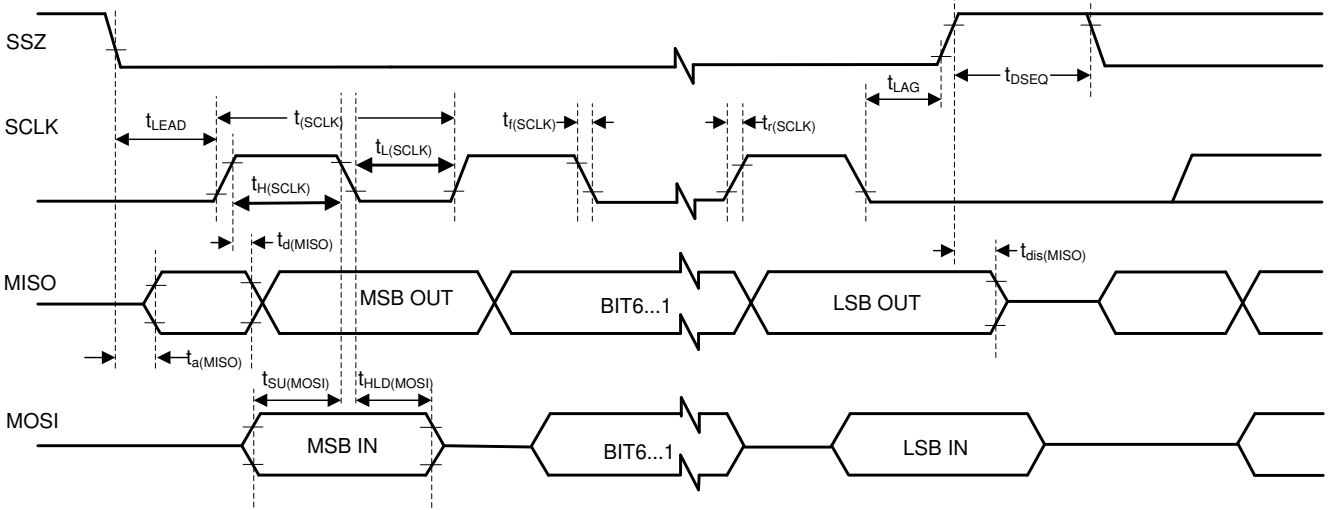 SSZ
tLAG
tDSEQ
SCLK
tLEAD
t(SCLK)
tf(SCLK)
tr(SCLK)
tL(SCLK)
tH(SCLK)
td(MISO)
tdis(MISO)
MISO
MSB OUT
BIT6...1
LSB OUT
ta(MISO)
tSU(MOSI)
tHLD(MOSI)
MOSI
MSB IN
BIT6...1
LSB IN